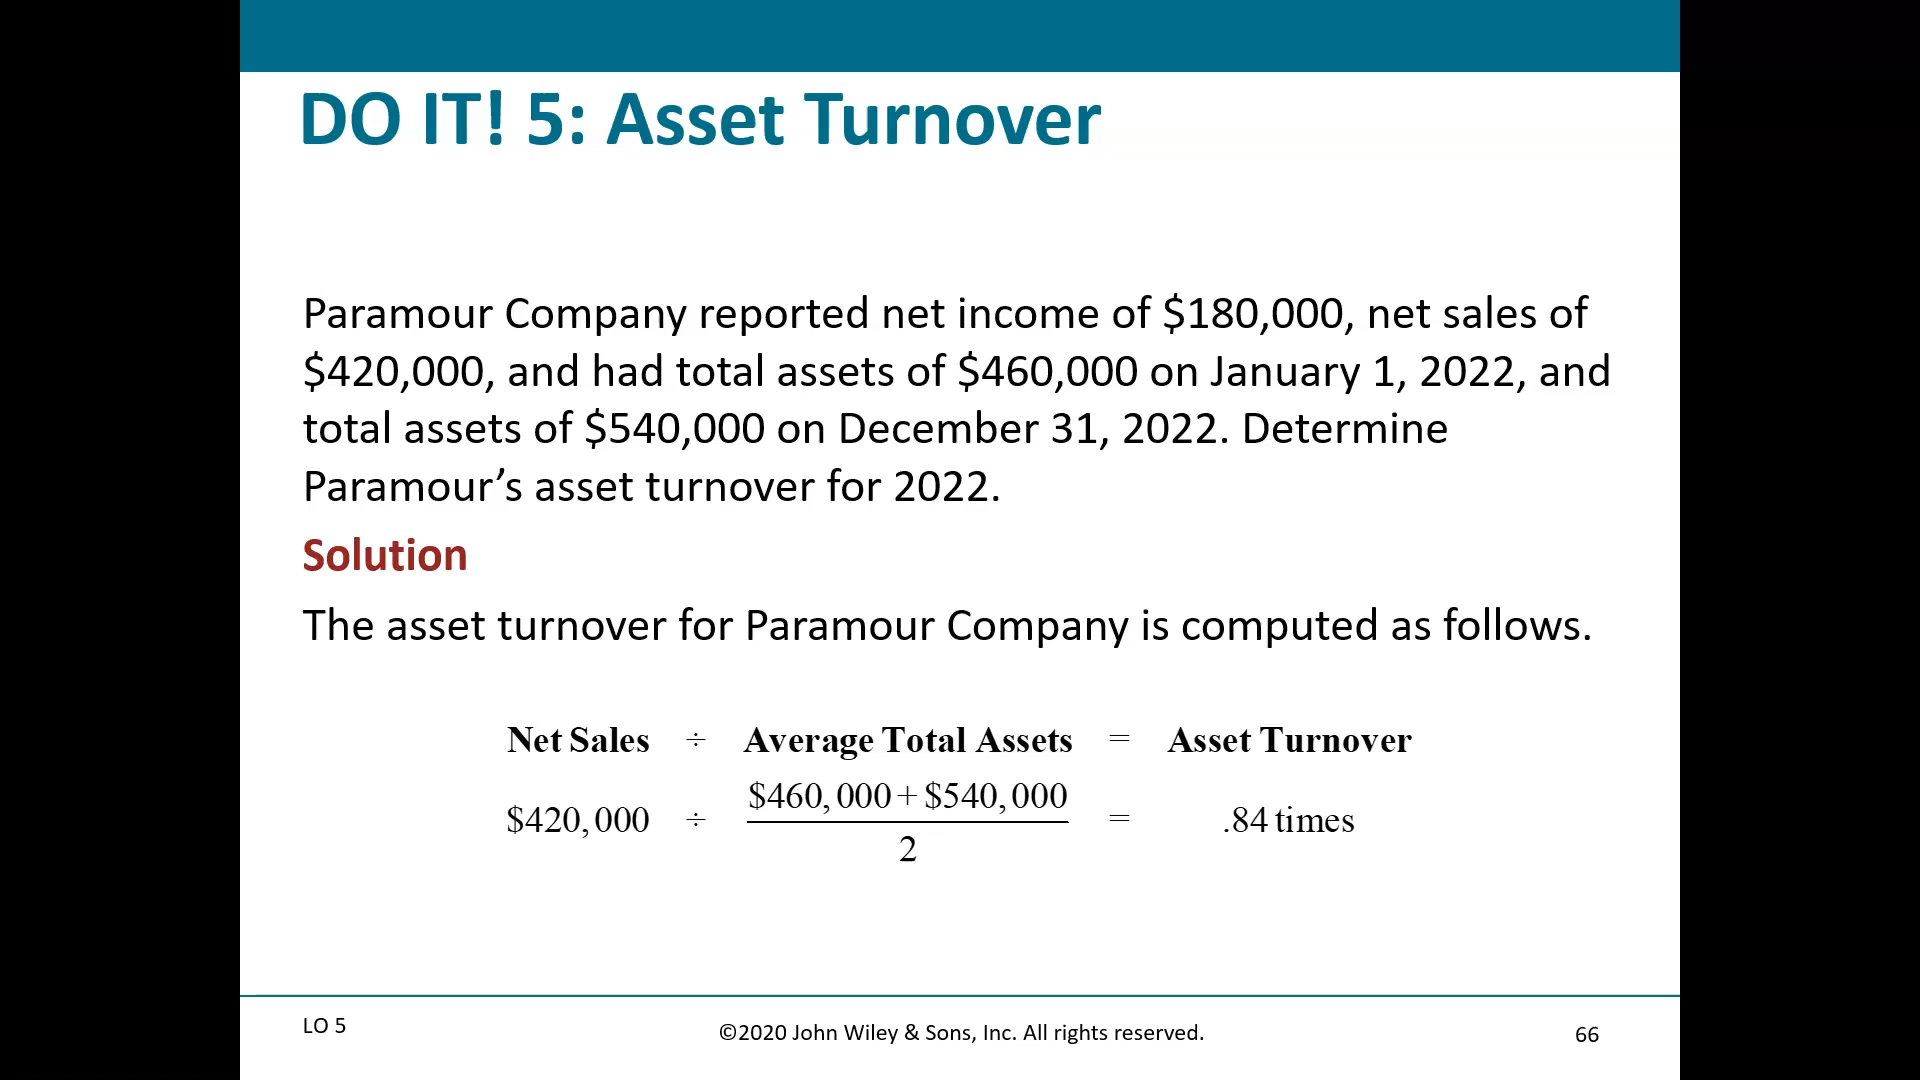 DO IT! 5: Asset Turnover
Paramour Company reported net income of $180,000, net sales of
$420,000, and had total assets of $460,000 on January 1, 2022, and
total assets of $540,000 on December 31, 2022. Determine
Paramour’s asset turnover for 2022.
Solution
The asset turnover for Paramour Company is computed as follows.
Net Sales ÷ Average Total Assets = Asset Turnover
$460,000 + $540,000
$420,000 ÷ = .84 times
2
LO 5
©2020 John Wiley & Sons, Inc. All rights reserved.
66